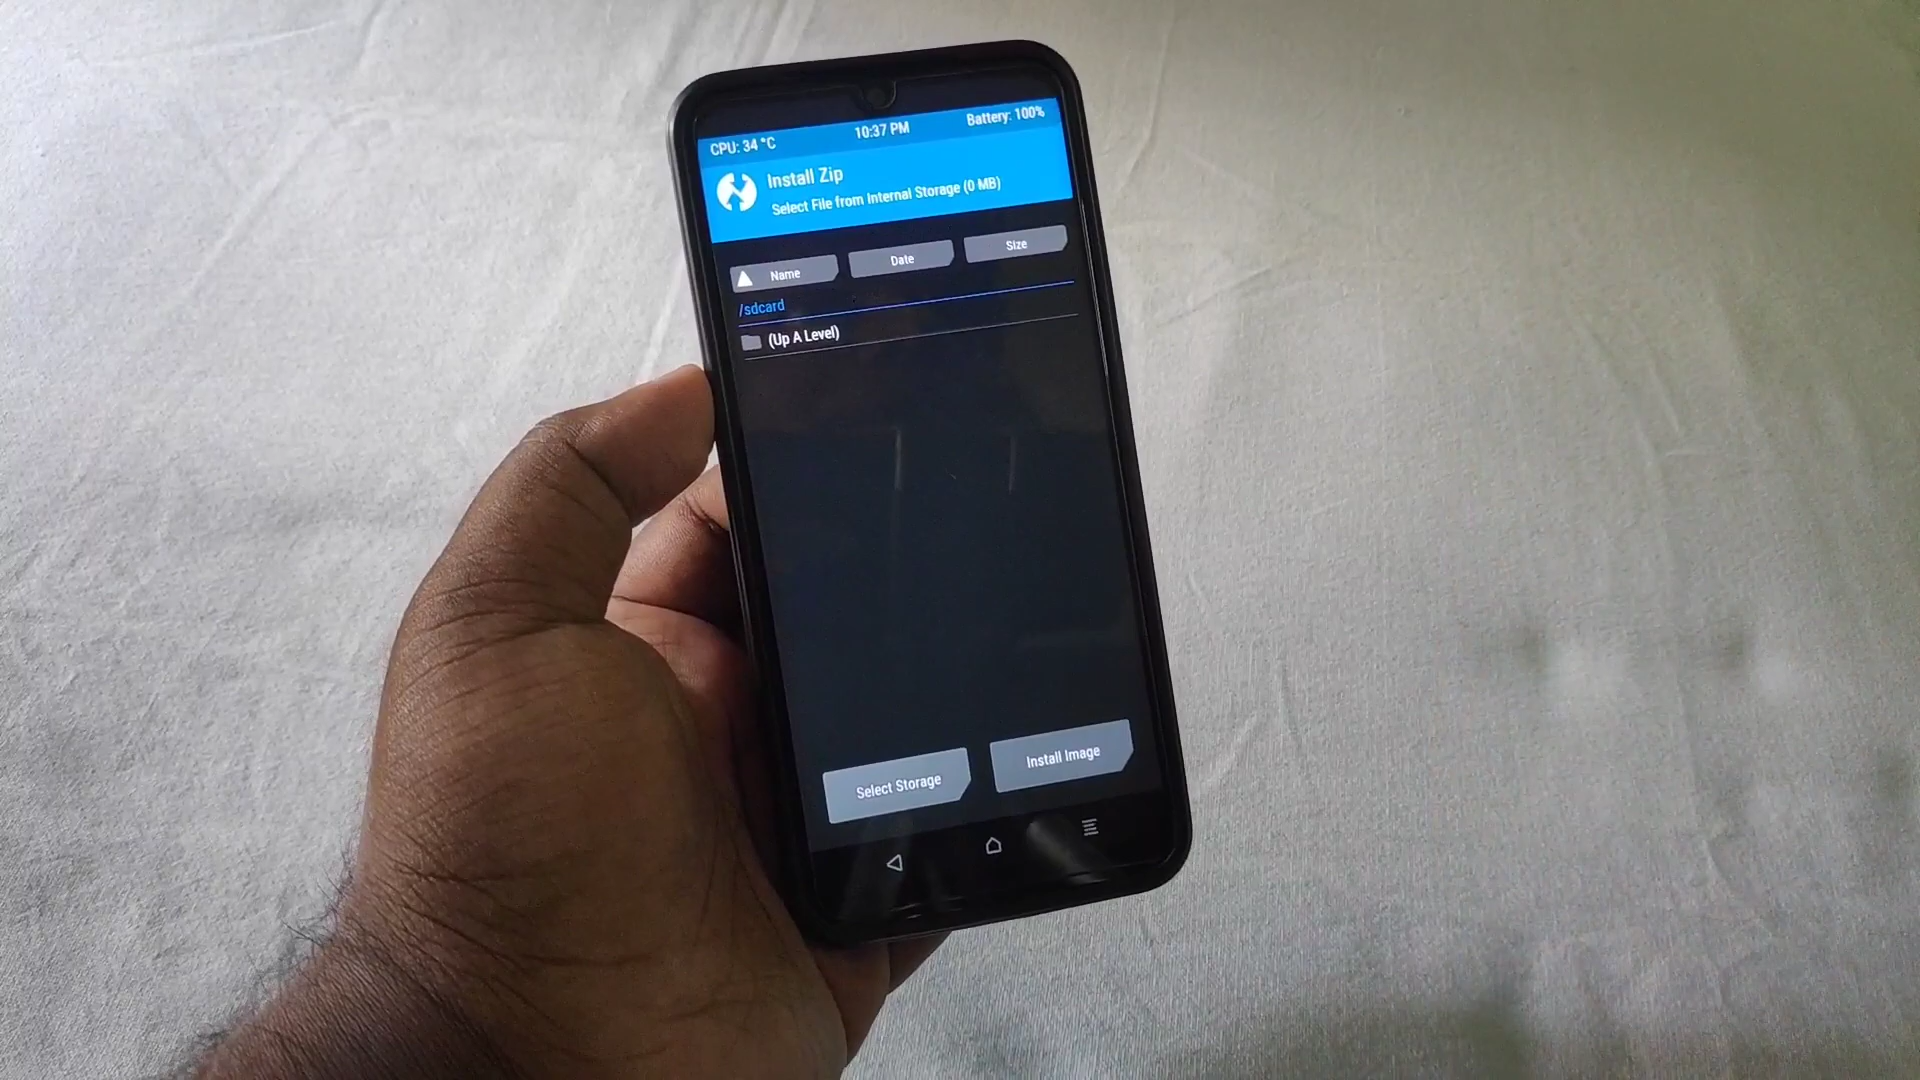 CPU: 34 °C 10:37 PM Battery: 100%
Install Zip
Select File from Internal Storage (0 MB)
Name Date Size
/sdcard
(Up A Level)
Select Storage Install Image